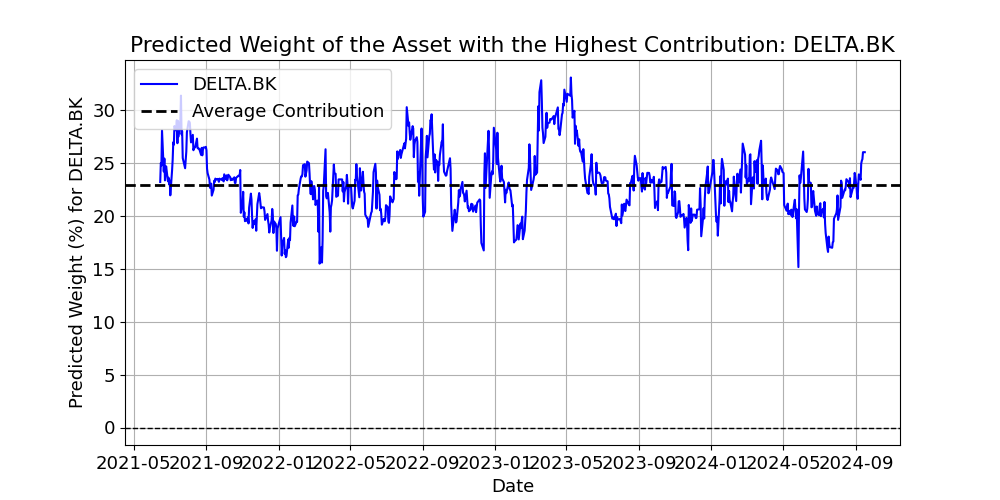 Predicted Weight of the Asset with the Highest Contribution: DELTA.BK
DELTA.BK
Average Contribution
Predicted Weight (%) for DELTA.BK
30
25
20
15
10
5
0
2021-05 2021-09 2022-01 2022-05 2022-09 2023-01 2023-05 2023-09 2024-01 2024-05 2024-09
Date